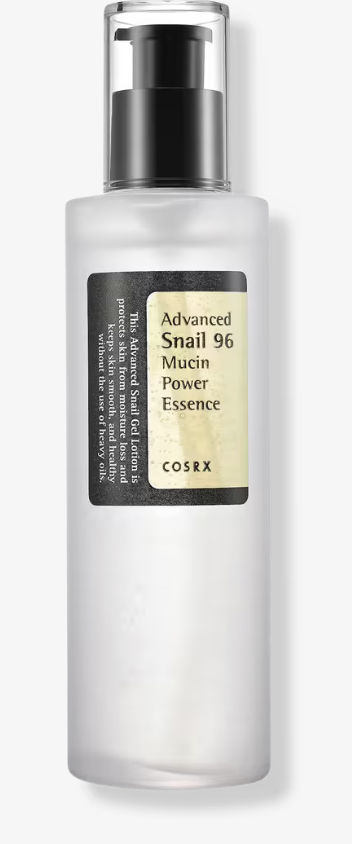 Advanced
Snail 96
Mucin
Power
Essence
COSRX
This Advanced Snail Gel Lotion is
protects skin from moisture loss and
keeps skin smooth, and healthy
without the use or heavy oils.